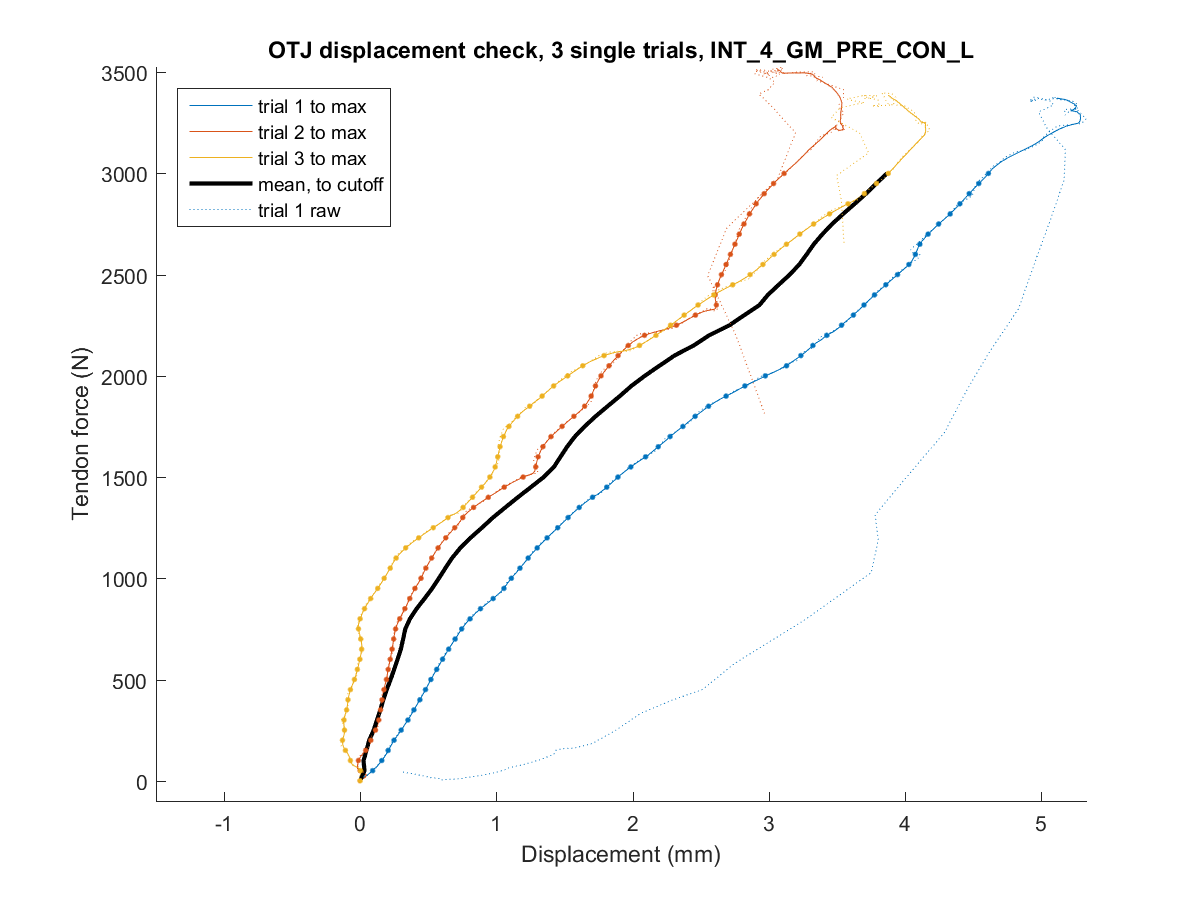 OTJ displacement check, 3 single trials, INT_4_GM_PRE_CON_L
trial 1 to max
trial 2 to max
trial 3 to max
mean, to cutoff
trial 1 raw
Tendon force (N)
3500
3000
2500
2000
1500
1000
500
0
-1
0
1
2
3
4
5
Displacement (mm)